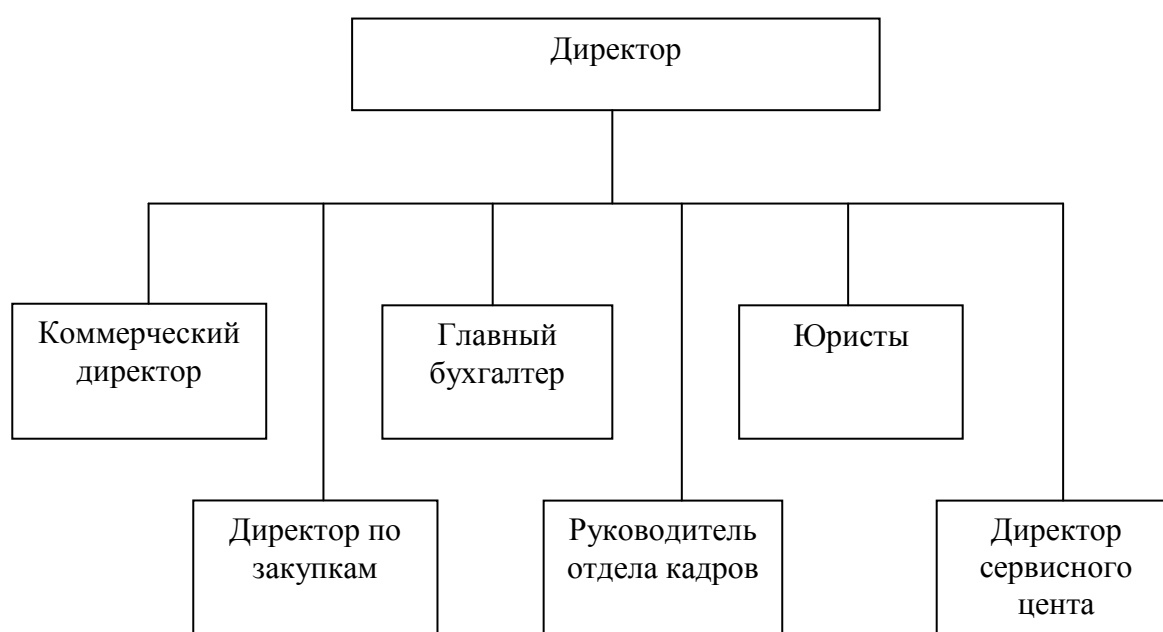 Директор
Коммерческий
директор
Главный
бухгалтер
Юристы
Директор по
закупкам
Руководитель
отдела кадров
Директор
сервисного
цента